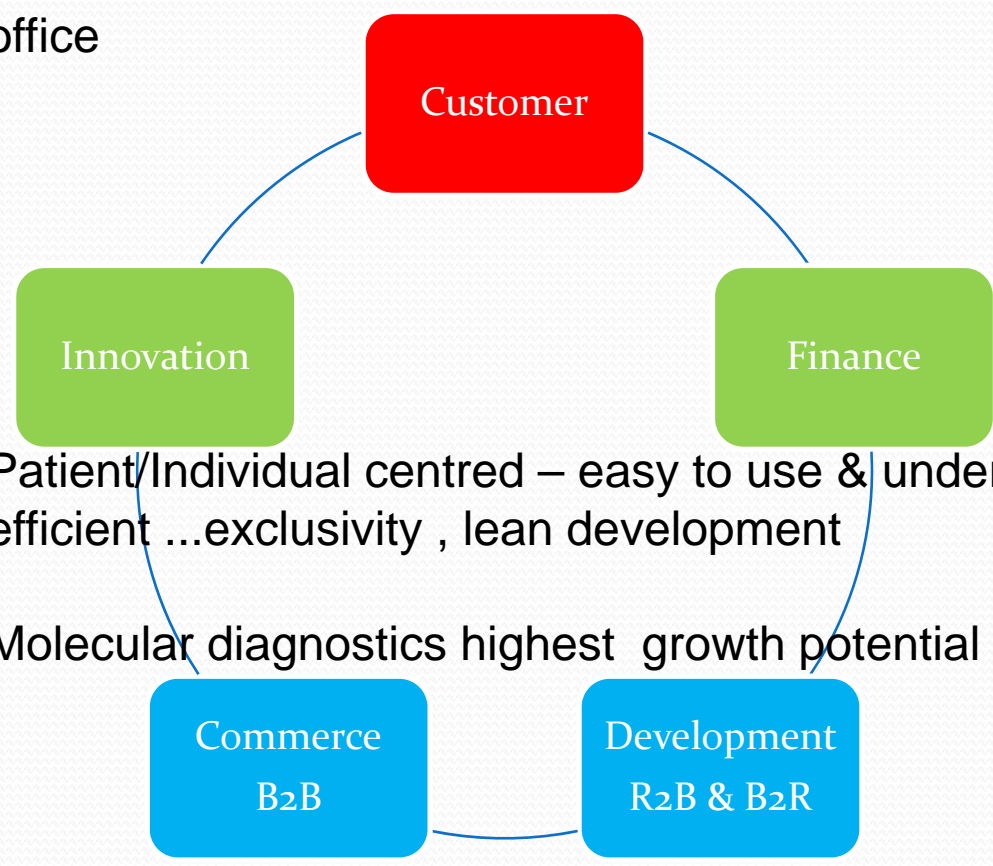 office
Customer
Innovation
Finance
Patient/Individual centred – easy to use & under
efficient ...exclusivity , lean development
Molecular diagnostics highest  growth potential
Commerce
B2B
Development
R2B & B2R